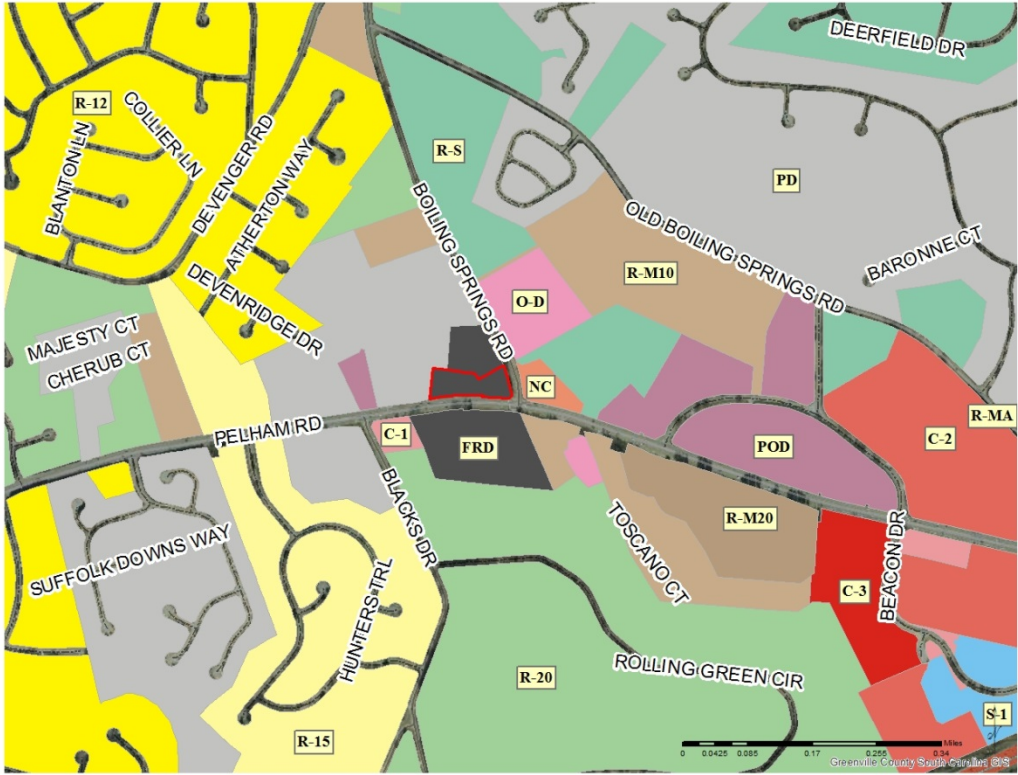 DEERFIELD DR
R-12
COLLIER LN
BLANTON LN
DEVENGER RD
ATHERTON WAY
R-S
PD
BOILING SPRINGS RD
OLD BOILING SPRINGS RD
BARONNE CT
R-M10
O-D
DEVENRIDGE DR
MAJESTY CT
CHERUB CT
NC
R-MA
PELHAM RD
C-1
FRD
POD
C-2
BLACKS DR
R-M20
TOSCANO CT
SUFFOLK DOWNS WAY
BEACON DR
C-3
HUNTERS TRL
ROLLING GREEN CIR
R-20
S-1
R-15
Miles
0 0.0425 0.085 0.17 0.255 0.34
Greenville County South Carolina GIS